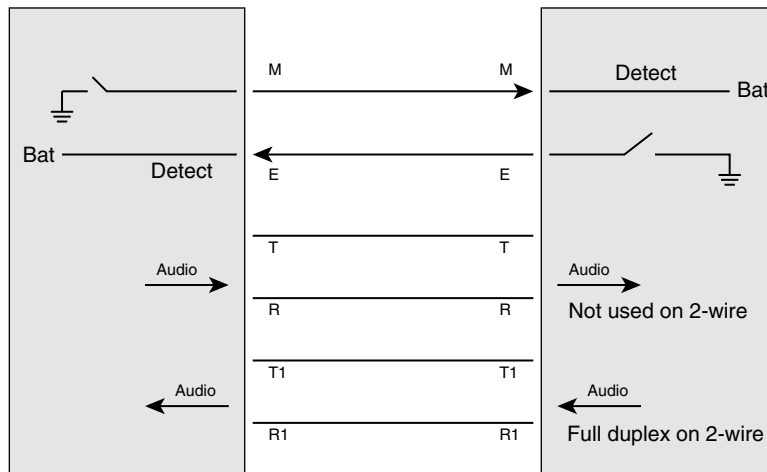 M M
Detect
Bat
Bat
Detect
E E
T T
Audio Audio
R R
Not used on 2-wire
T1 T1
Audio Audio
R1 R1
Full duplex on 2-wire